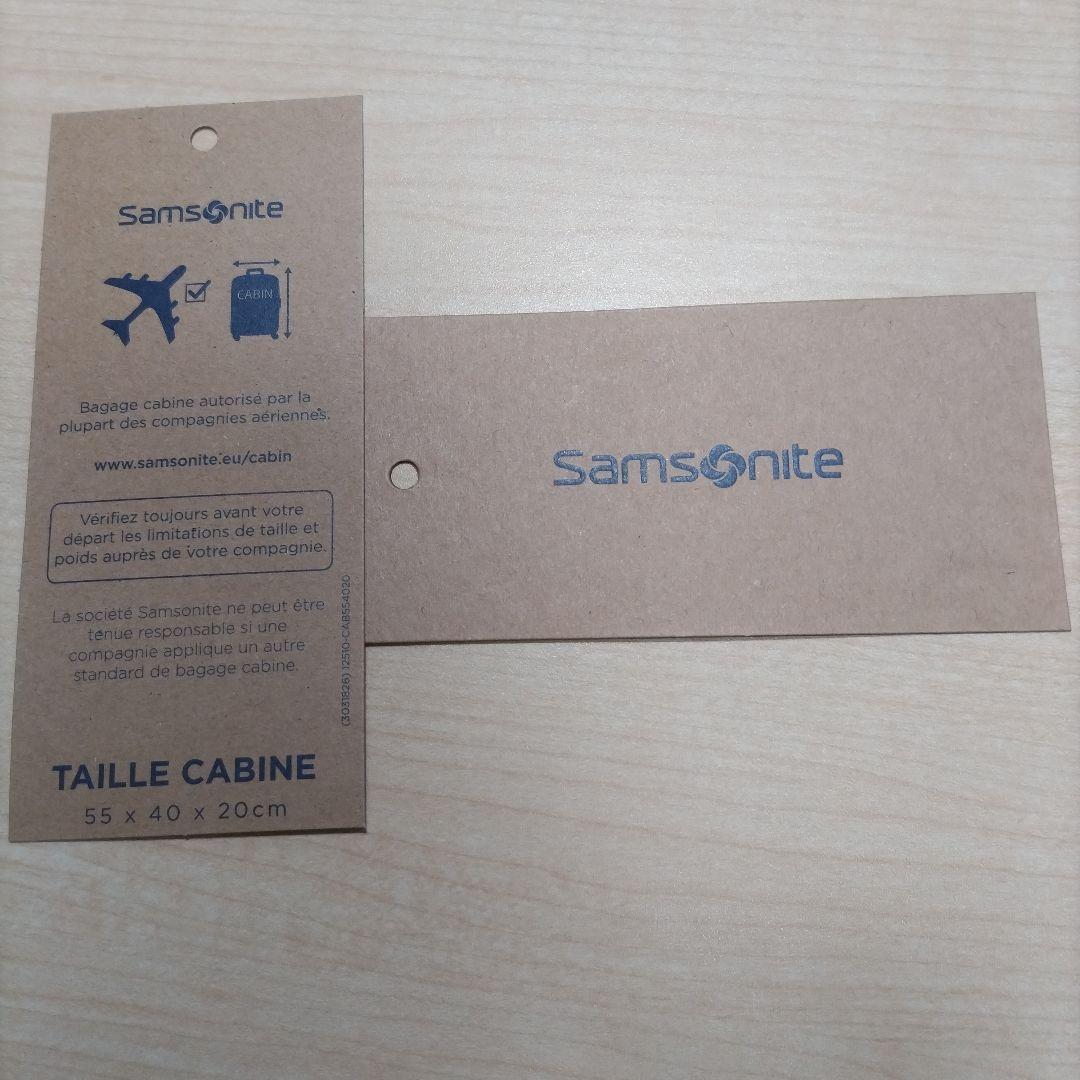 Samsonite
CABIN
Bagage cabine autorisé par la
plupart des compagnies aériennes.
www.samsonite.eu/cabin
Vérifiez toujours avant votre
départ les limitations de taille et
poids auprès de votre compagnie.
La société Samsonite ne peut être
tenue responsable si une
compagnie applique un autre
standard de bagage cabine.
(3031826) 12510-CAB554020
TAILLE CABINE
55 x 40 x 20cm
Samsonite